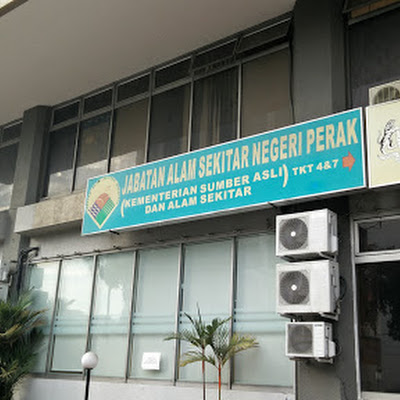 JABATAN ALAM SEKITAR NEGERI PERAK
(KEMENTERIAN SUMBER ASLI) TKT 4&7
DAN ALAM SEKITAR